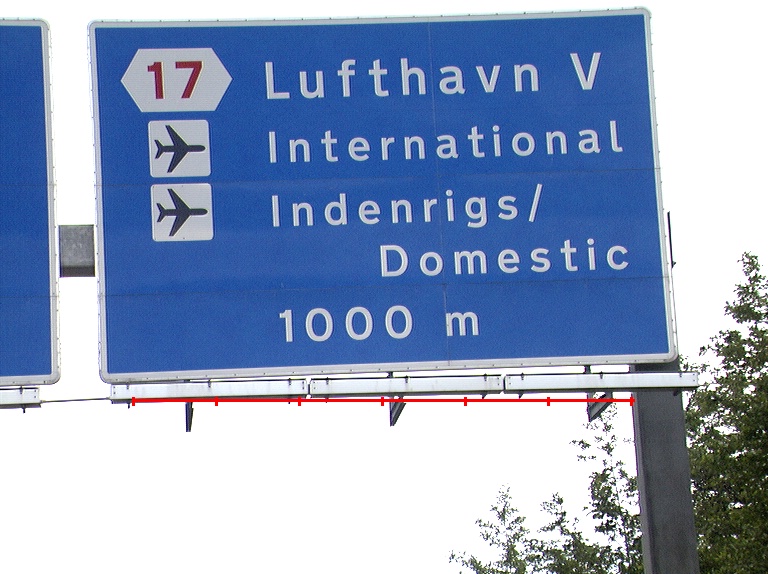 17 Lufthavn V
International
Indenrigs/
Domestic
1000 m